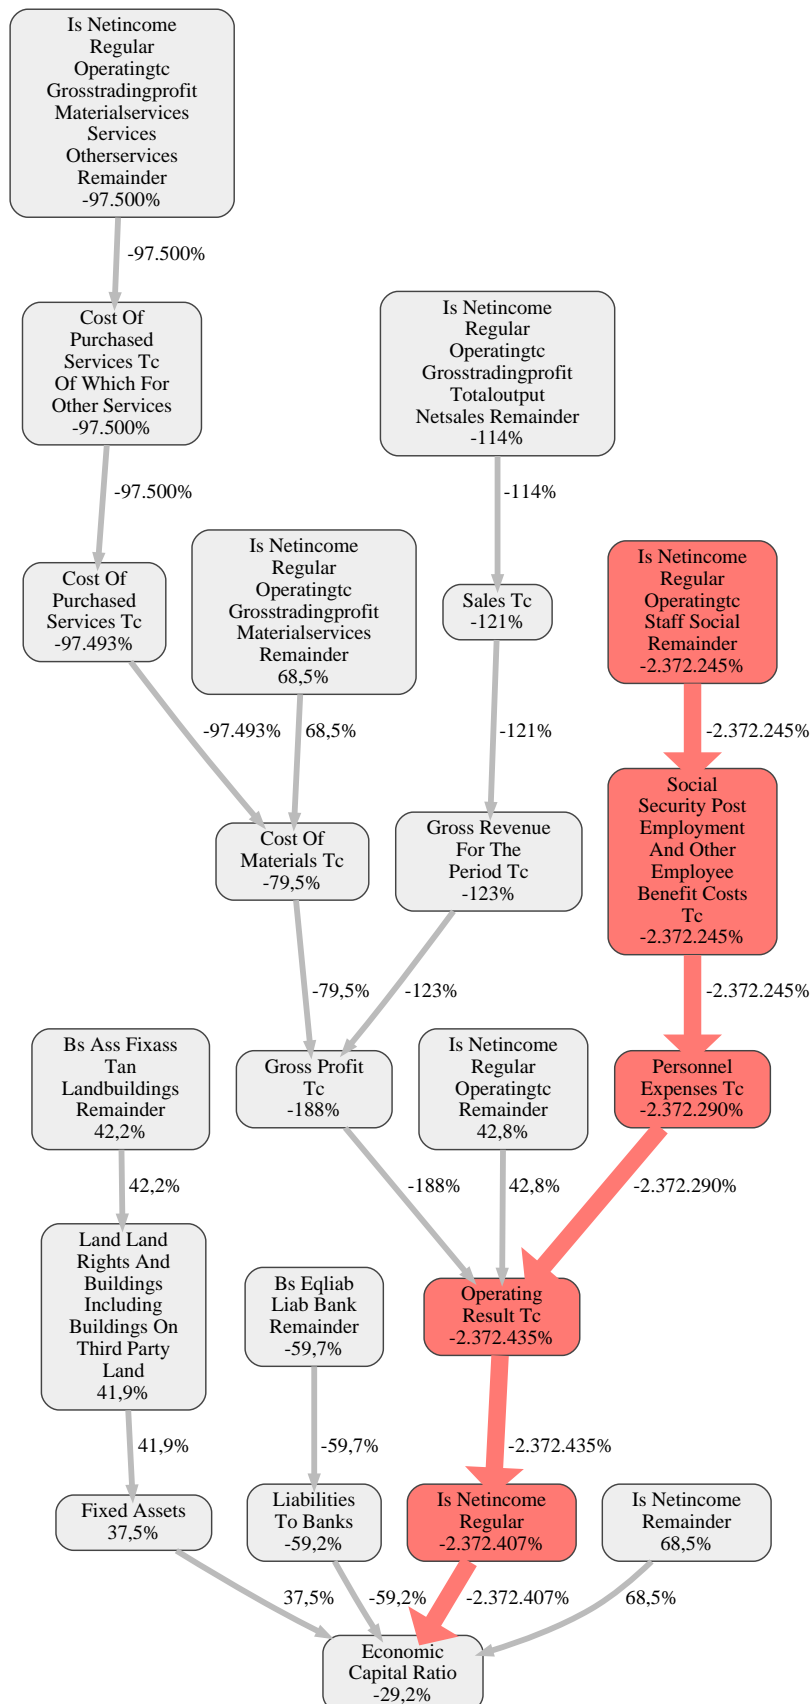 Is Netincome
Regular
Operatingtc
Grosstradingprofit
Materialservices
Services
Otherservices
Remainder
-97.500%
-97.500%
Cost Of
Purchased
Services Tc
Of Which For
Other Services
-97.500%
Is Netincome
Regular
Operatingtc
Grosstradingprofit
Totaloutput
Netsales Remainder
-114%
-97.500%
-114%
Cost Of
Purchased
Services Tc
-97.493%
Is Netincome
Regular
Operatingtc
Grosstradingprofit
Materialservices
Remainder
68,5%
Sales Tc
-121%
Is Netincome
Regular
Operatingtc
Staff Social
Remainder
-2.372.245%
-97.493%
68,5%
-121%
-2.372.245%
Cost Of
Materials Tc
-79,5%
Gross Revenue
For The
Period Tc
-123%
Social
Security Post
Employment
And Other
Employee
Benefit Costs
Tc
-2.372.245%
-79,5%
-123%
-2.372.245%
Bs Ass Fixass
Tan
Landbuildings
Remainder
42,2%
Gross Profit
Tc
-188%
Is Netincome
Regular
Operatingtc
Remainder
42,8%
Personnel
Expenses Tc
-2.372.290%
42,2%
-188%
42,8%
-2.372.290%
Land Land
Rights And
Buildings
Including
Buildings On
Third Party
Land
41,9%
Bs Eqliab
Liab Bank
Remainder
-59,7%
Operating
Result Tc
-2.372.435%
41,9%
-59,7%
-2.372.435%
Fixed Assets
37,5%
Liabilities
To Banks
-59,2%
Is Netincome
Regular
-2.372.407%
Is Netincome
Remainder
68,5%
37,5%
-59,2%
-2.372.407%
68,5%
Economic
Capital Ratio
-29,2%